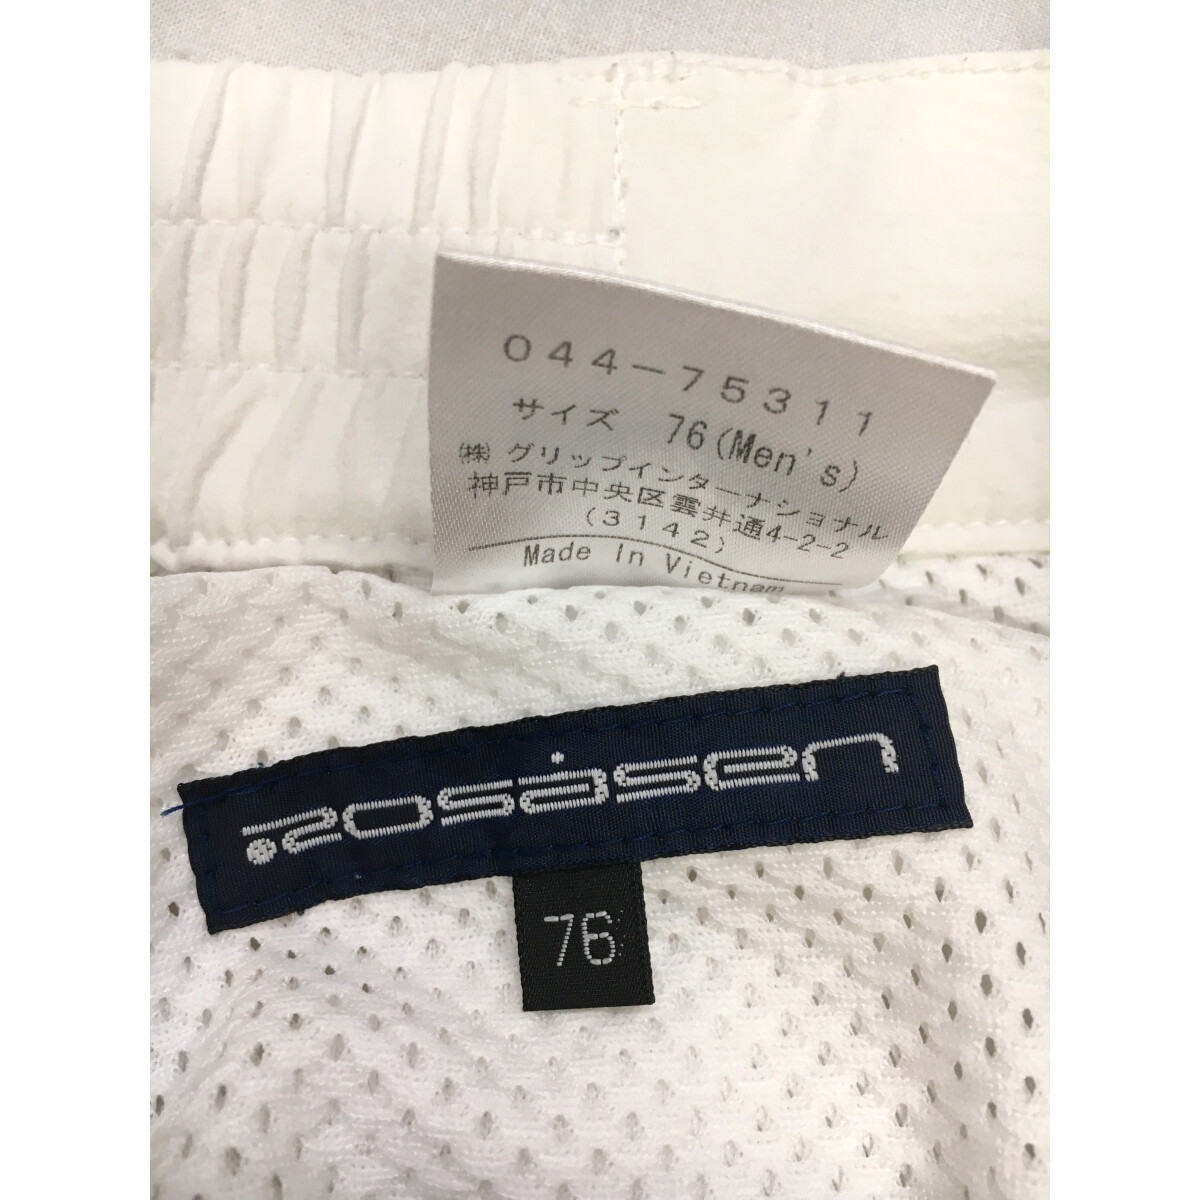 044-75311
サイズ 76(Men's)
㈱ グリップインターナショナル
神戸市中央区雲井通4-2-2
(3142)
Made In Vietnam
rosåsen
76